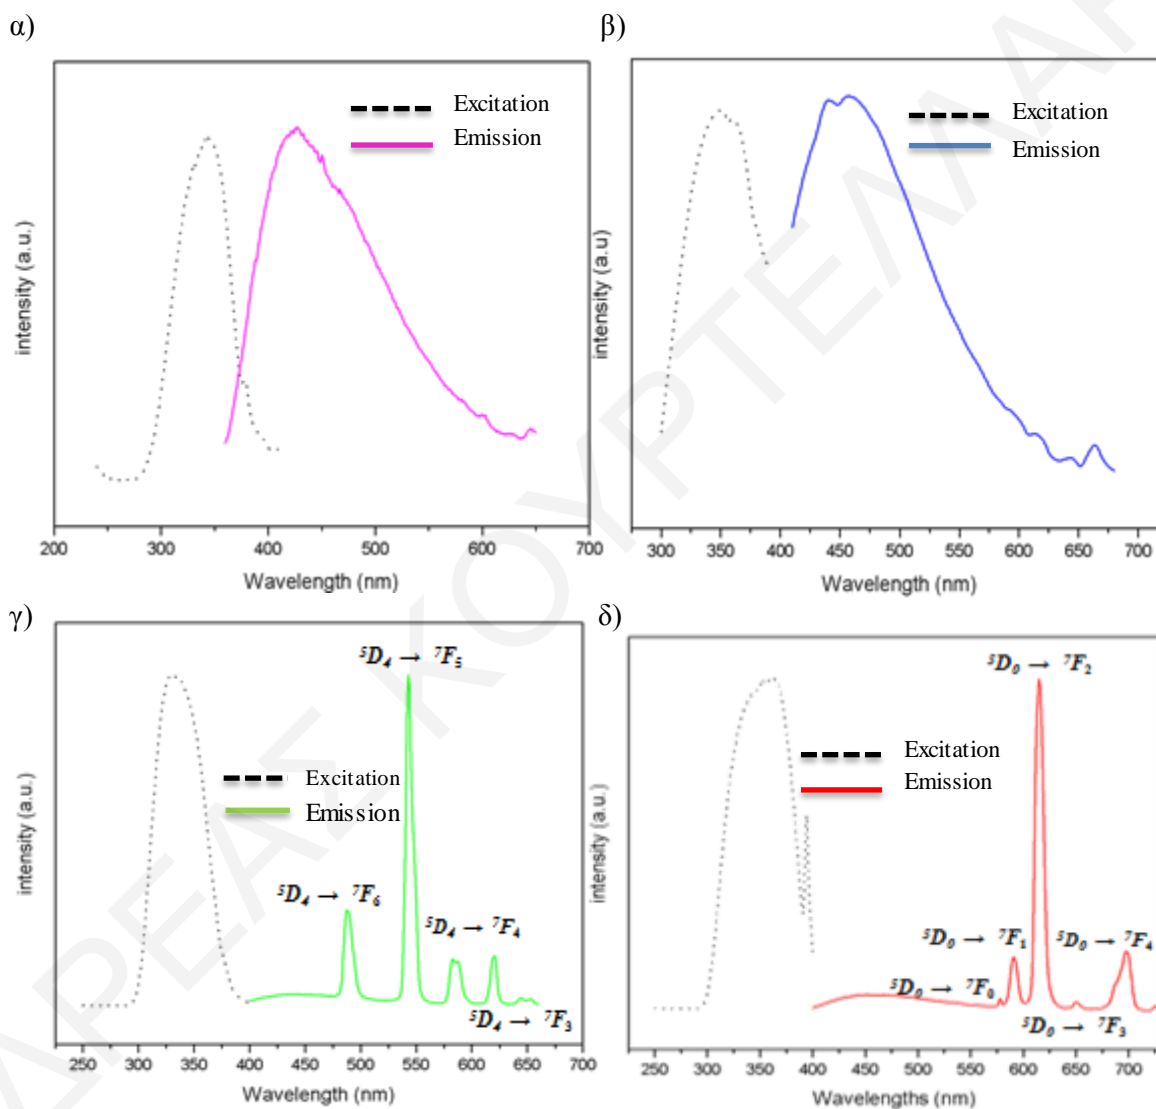 α)
Excitation
Emission
intensity (a.u.)
200 300 400 500 600 700
Wavelength (nm)
β)
Excitation
Emission
intensity (a.u)
300 350 400 450 500 550 600 650 700
Wavelength (nm)
γ)
⁵D₄ → ⁷F₅
Excitation
Emission
⁵D₄ → ⁷F₆
⁵D₄ → ⁷F₄
⁵D₄ → ⁷F₃
intensity (a.u.)
250 300 350 400 450 500 550 600 650 700
Wavelength (nm)
δ)
⁵D₀ → ⁷F₂
Excitation
Emission
⁵D₀ → ⁷F₁
⁵D₀ → ⁷F₄
⁵D₀ → ⁷F₀
⁵D₀ → ⁷F₃
intensity (a.u.)
250 300 350 400 450 500 550 600 650 700
Wavelengths (nm)
ΚΟΥΡΤΕΛΛΑΡ